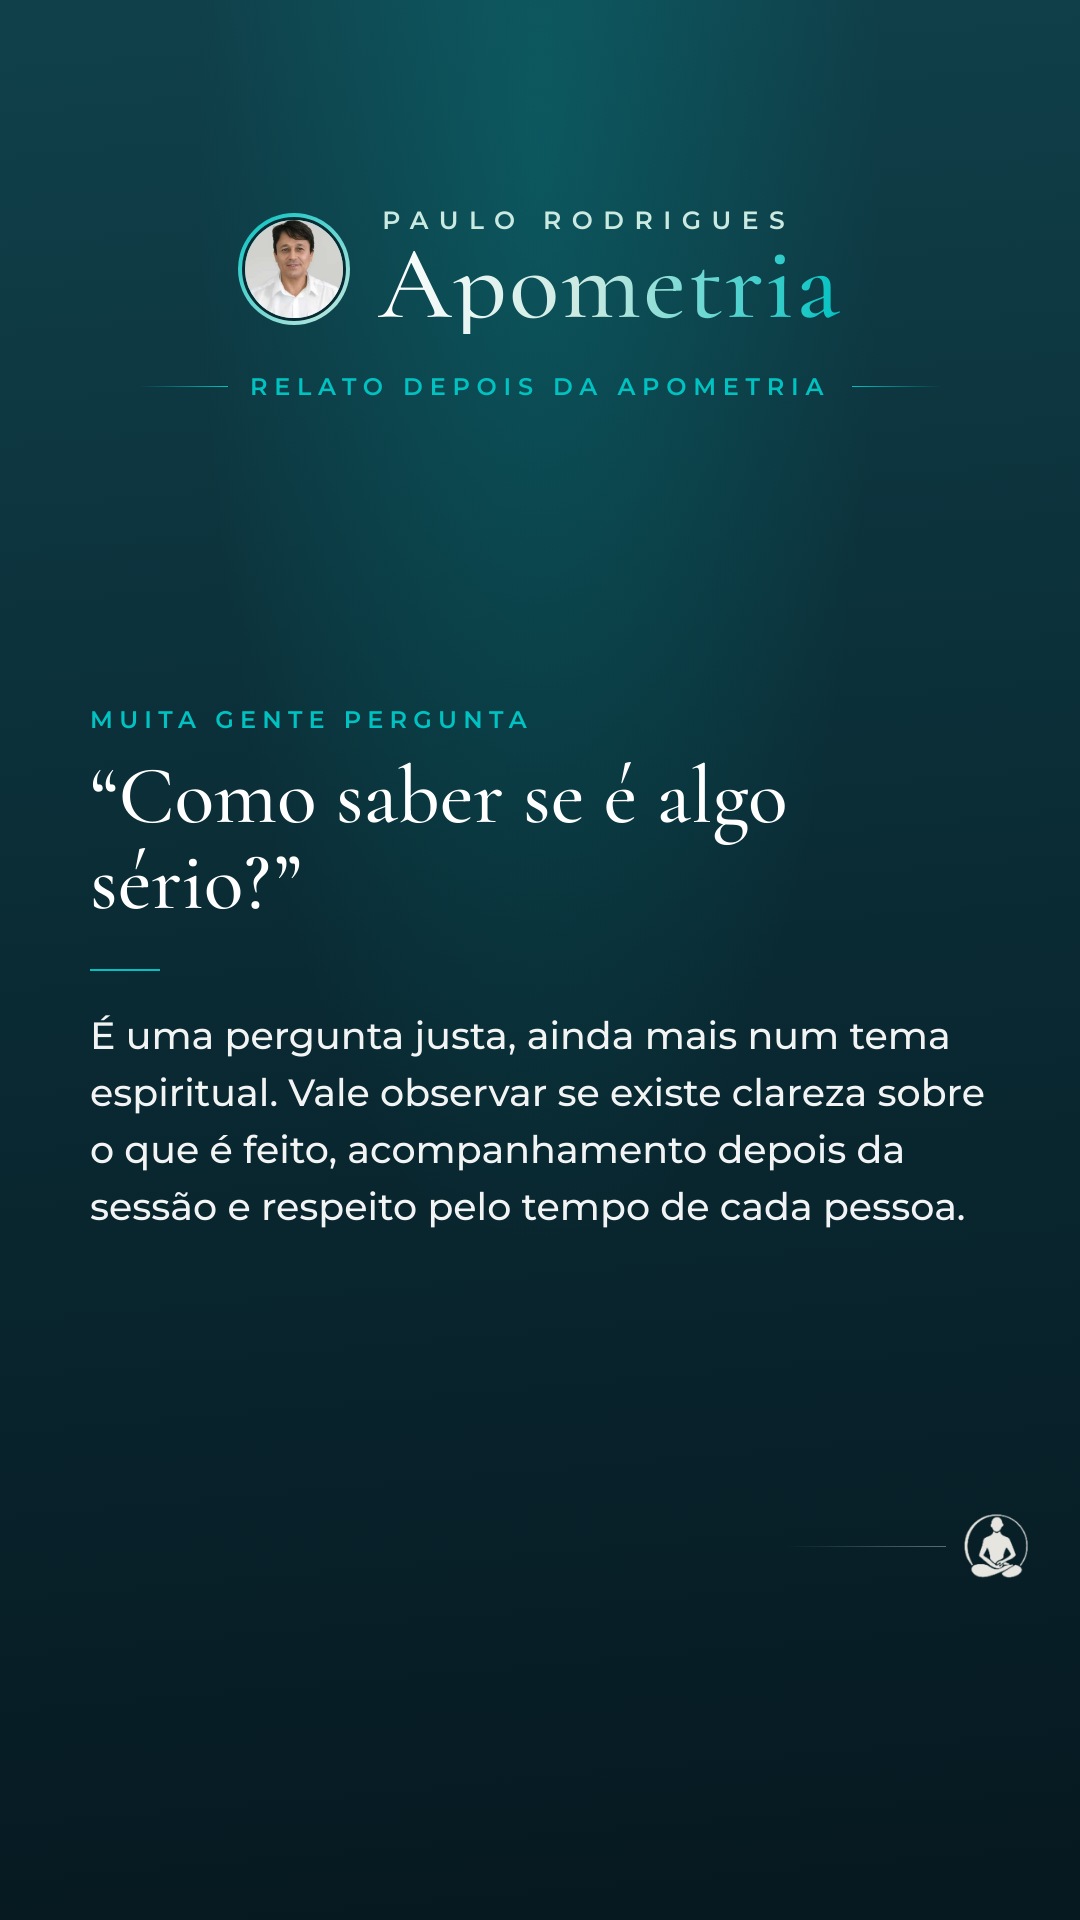 PAULO RODRIGUES
Apometria
RELATO DEPOIS DA APOMETRIA
MUITA GENTE PERGUNTA
“Como saber se é algo
sério?”
É uma pergunta justa, ainda mais num tema
espiritual. Vale observar se existe clareza sobre
o que é feito, acompanhamento depois da
sessão e respeito pelo tempo de cada pessoa.